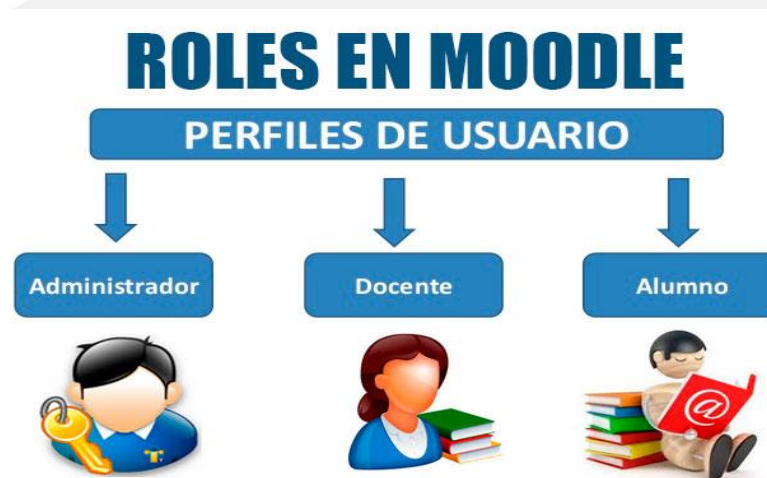 ROLES EN MOODLE
PERFILES DE USUARIO
Administrador
Docente
Alumno
@